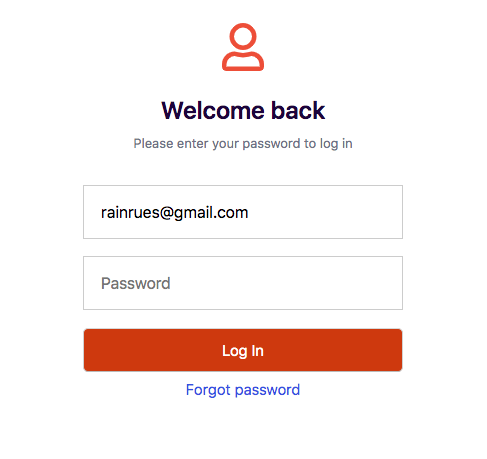 Welcome back
Please enter your password to log in
rainrues@gmail.com
Password
Log In
Forgot password